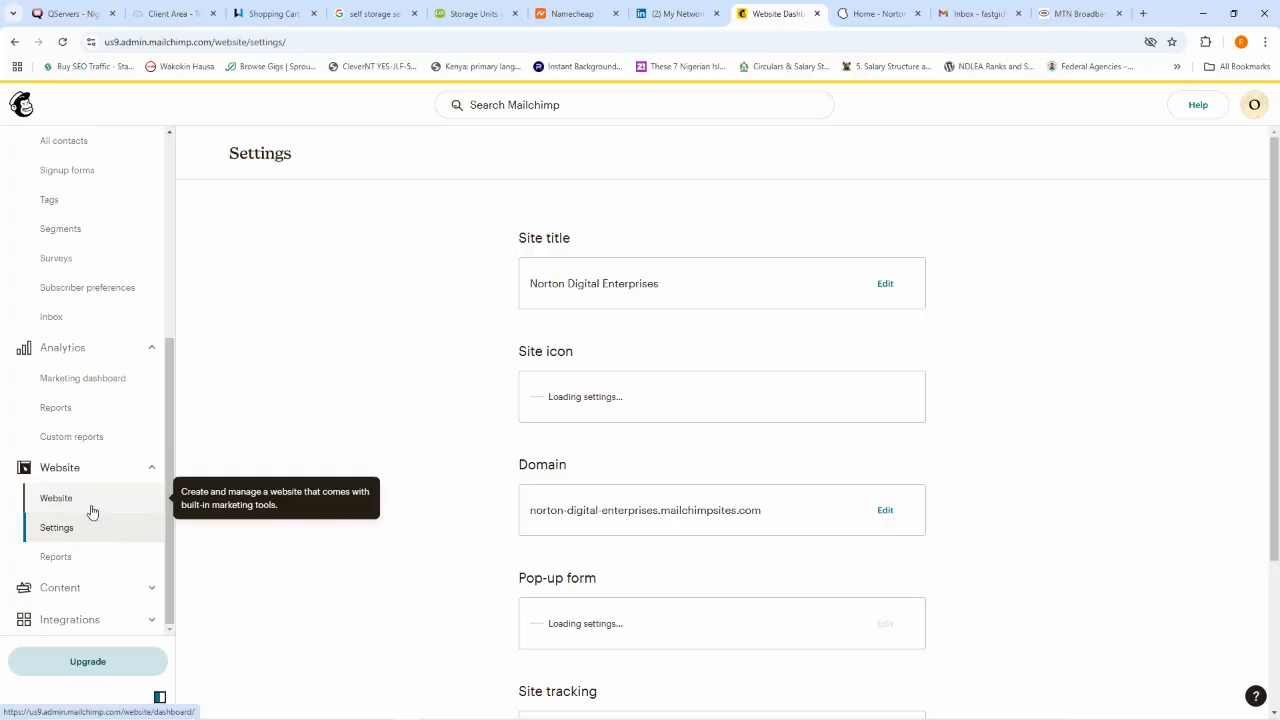 QServers - Nig
Client Area - T
Shopping Cart
self storage se
Storage Units
Namecheap
(2) My Netwo
Website Dashb
Home - Norton
Inbox - fastgid
MTN Broadban
us9.admin.mailchimp.com/website/settings/
F
Buy SEO Traffic - Sta...
Wakokin Hausa
Browse Gigs | Sprou...
CleverNT YES-JLF-5-...
Kenya: primary lang...
Instant Background...
These 7 Nigerian Isl...
Circulars & Salary St...
5. Salary Structure a...
NDLEA Ranks and S...
Federal Agencies –...
All Bookmarks
Search Mailchimp
Help
O
All contacts
Signup forms
Tags
Segments
Surveys
Subscriber preferences
Inbox
Analytics
Marketing dashboard
Reports
Custom reports
Website
Website
Settings
Reports
Content
Integrations
Upgrade
Create and manage a website that comes with
built-in marketing tools.
Settings
Site title
Norton Digital Enterprises
Edit
Site icon
Loading settings...
Domain
norton-digital-enterprises.mailchimpsites.com
Edit
Pop-up form
Loading settings...
Edit
Site tracking
?
https://us9.admin.mailchimp.com/website/dashboard/